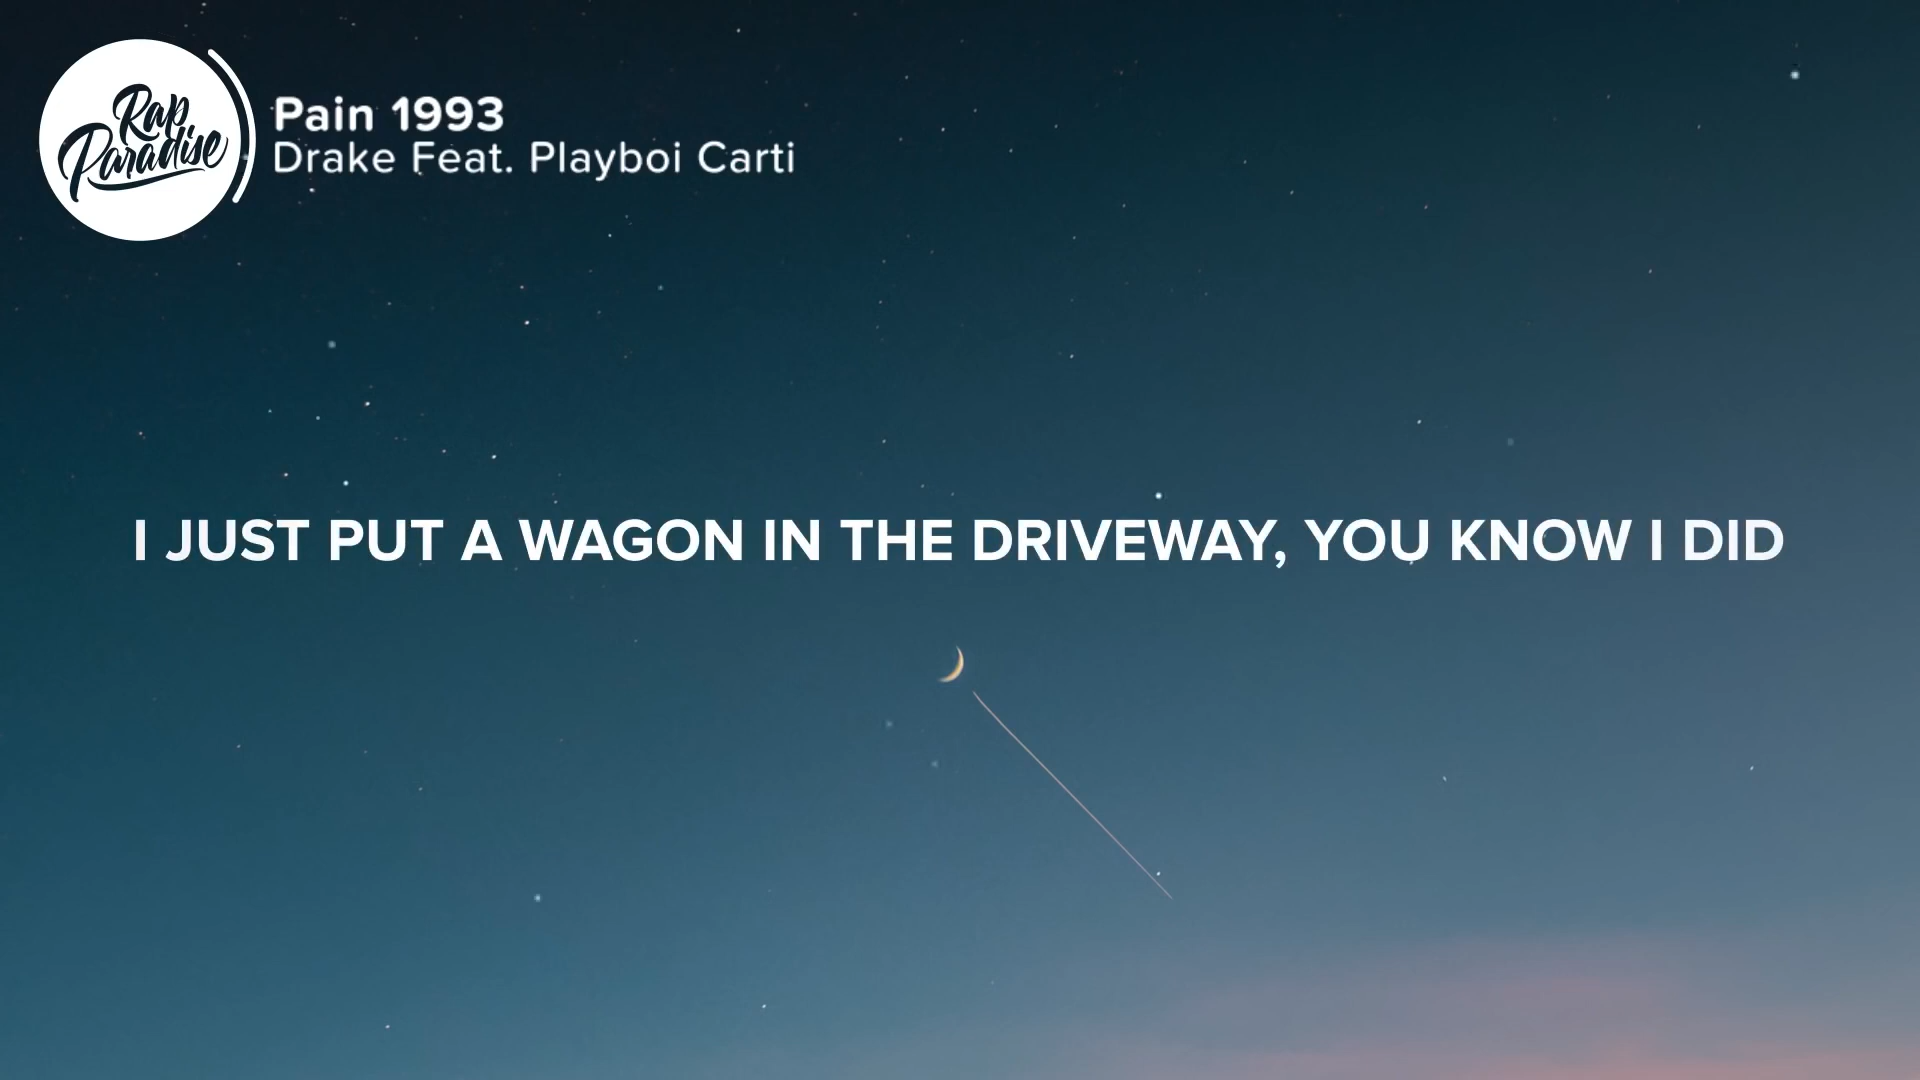 Rap
Paradise
Pain 1993
Drake Feat. Playboi Carti
I JUST PUT A WAGON IN THE DRIVEWAY, YOU KNOW I DID